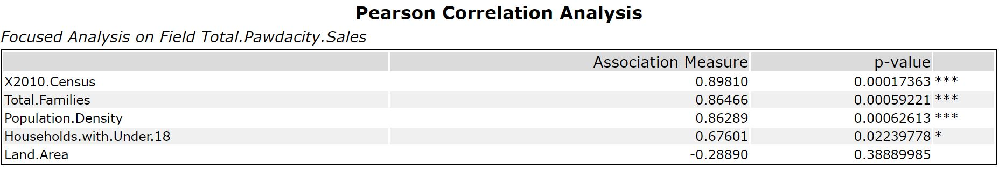 Pearson Correlation Analysis
Focused Analysis on Field Total.Pawdacity.Sales
Association Measure p-value
X2010.Census 0.89810 0.00017363 ***
Total.Families 0.86466 0.00059221 ***
Population.Density 0.86289 0.00062613 ***
Households.with.Under.18 0.67601 0.02239778 *
Land.Area -0.28890 0.38889985